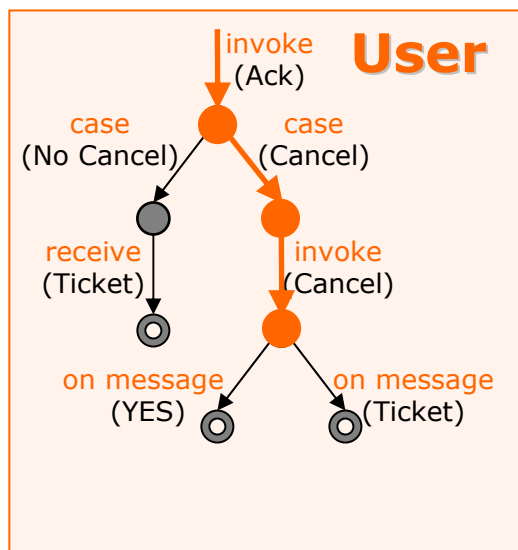 User
invoke
(Ack)
case
(No Cancel)
case
(Cancel)
receive
(Ticket)
invoke
(Cancel)
on message
(YES)
on message
(Ticket)